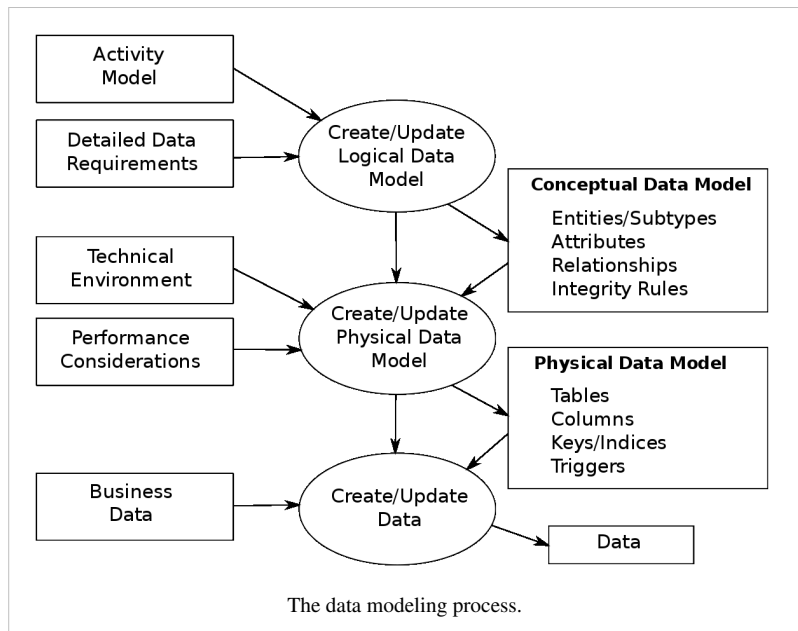 Activity
Model
Detailed Data
Requirements
Create/Update
Logical Data
Model
Conceptual Data Model
Entities/Subtypes
Attributes
Relationships
Integrity Rules
Technical
Environment
Performance
Considerations
Create/Update
Physical Data
Model
Physical Data Model
Tables
Columns
Keys/Indices
Triggers
Business
Data
Create/Update
Data
Data
The data modeling process.